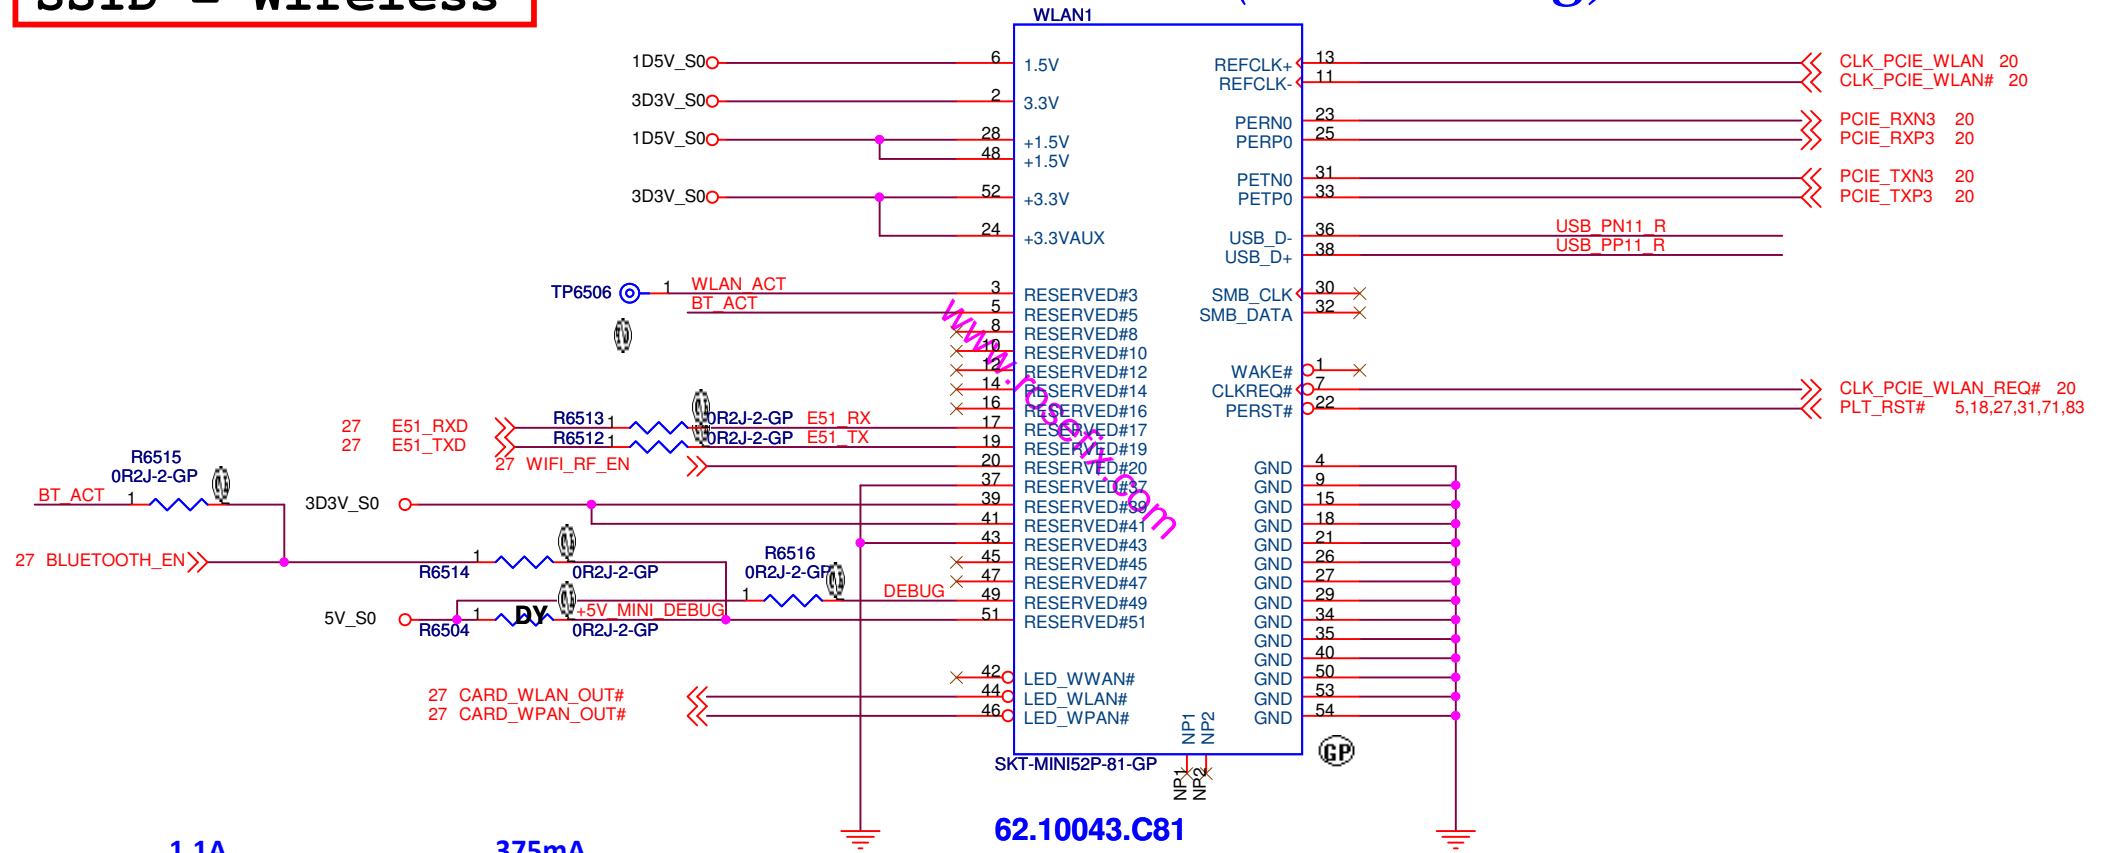 SSID = Wireless
WLAN1
1D5V_S0 6 1.5V REFCLK+ 13 CLK_PCIE_WLAN 20
REFCLK- 11 CLK_PCIE_WLAN# 20
3D3V_S0 2 3.3V
PERN0 23 PCIE_RXN3 20
1D5V_S0 28 +1.5V PERP0 25 PCIE_RXP3 20
48 +1.5V
PETN0 31 PCIE_TXN3 20
3D3V_S0 52 +3.3V PETP0 33 PCIE_TXP3 20
24 +3.3VAUX USB_D- 36 USB_PN11_R
USB_D+ 38 USB_PP11_R
TP6506 1 WLAN_ACT 3 RESERVED#3 SMB_CLK 30
BT_ACT 5 RESERVED#5 SMB_DATA 32
8 RESERVED#8
10 RESERVED#10
12 RESERVED#12 WAKE# 1
14 RESERVED#14 CLKREQ# 7 CLK_PCIE_WLAN_REQ# 20
16 RESERVED#16 PERST# 22 PLT_RST# 5,18,27,31,71,83
27 E51_RXD R6513 1 0R2J-2-GP E51_RX 17 RESERVED#17
27 E51_TXD R6512 1 0R2J-2-GP E51_TX 19 RESERVED#19
27 WIFI_RF_EN 20 RESERVED#20 GND 4
R6515
0R2J-2-GP
37 RESERVED#37 GND 9
BT_ACT 1 3D3V_S0 39 RESERVED#39 GND 15
41 RESERVED#41 GND 18
43 RESERVED#43 GND 21
27 BLUETOOTH_EN 1 R6514 0R2J-2-GP 45 RESERVED#45 GND 26
R6516
0R2J-2-GP
47 RESERVED#47 GND 27
1 DEBUG 49 RESERVED#49 GND 29
5V_S0 1 R6504 DY +5V_MINI_DEBUG 0R2J-2-GP 51 RESERVED#51 GND 34
GND 35
GND 40
42 LED_WWAN# GND 50
27 CARD_WLAN_OUT# 44 LED_WLAN# GND 53
27 CARD_WPAN_OUT# 46 LED_WPAN# GND 54
NP1 NP2
GP
SKT-MINI52P-81-GP
NP1 NP2
62.10043.C81
1.1A 375mA
www.rosefix.com